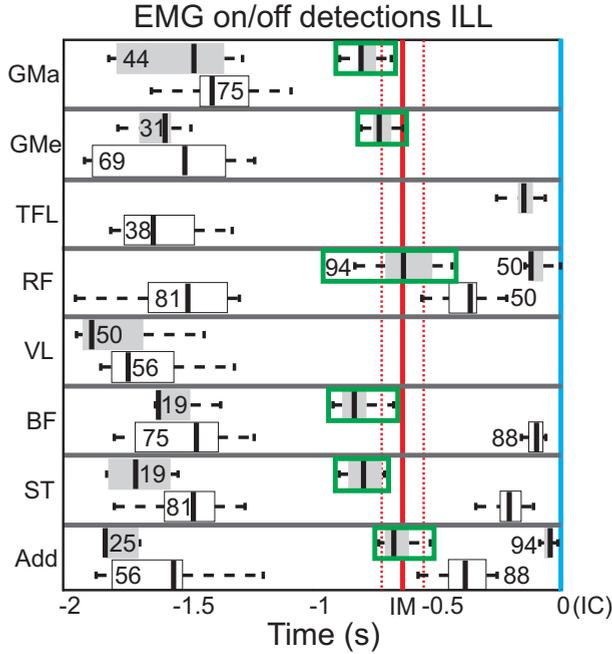 EMG on/off detections ILL
GMa 44
75
GMe 31
69
TFL
38
RF 94 50
81 50
VL 50
56
BF 19
75 88
ST 19
81
Add 25 94
56 88
-2 -1.5 -1 IM -0.5 0 (IC)
Time (s)